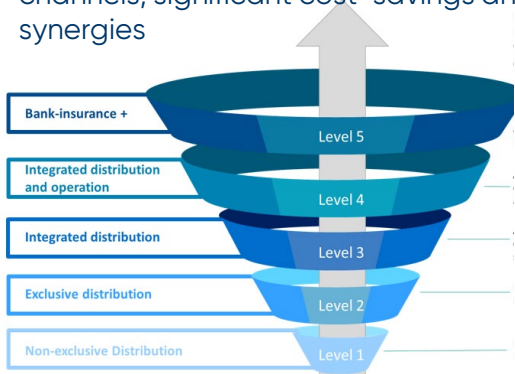 synergies
Bank-insurance +
Level 5
Integrated distribution
and operation
Level 4
Integrated distribution
Level 3
Exclusive distribution
Level 2
Non-exclusive Distribution
Level 1